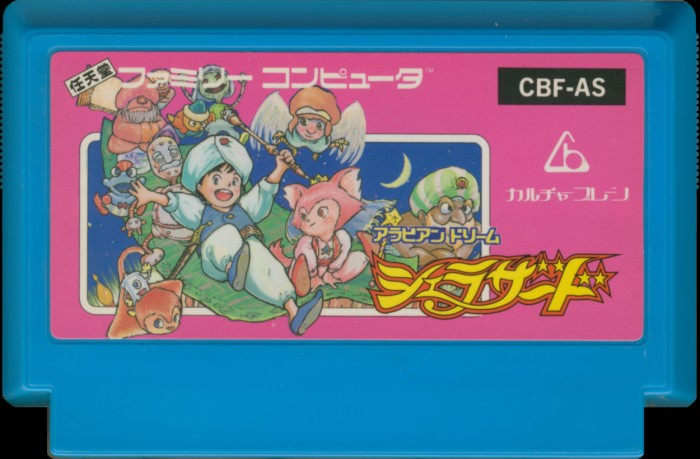 任天堂
ファミリー コンピュータ™
CBF-AS
カルチャーブレーン
アラビアン ドリーム
シェラザード